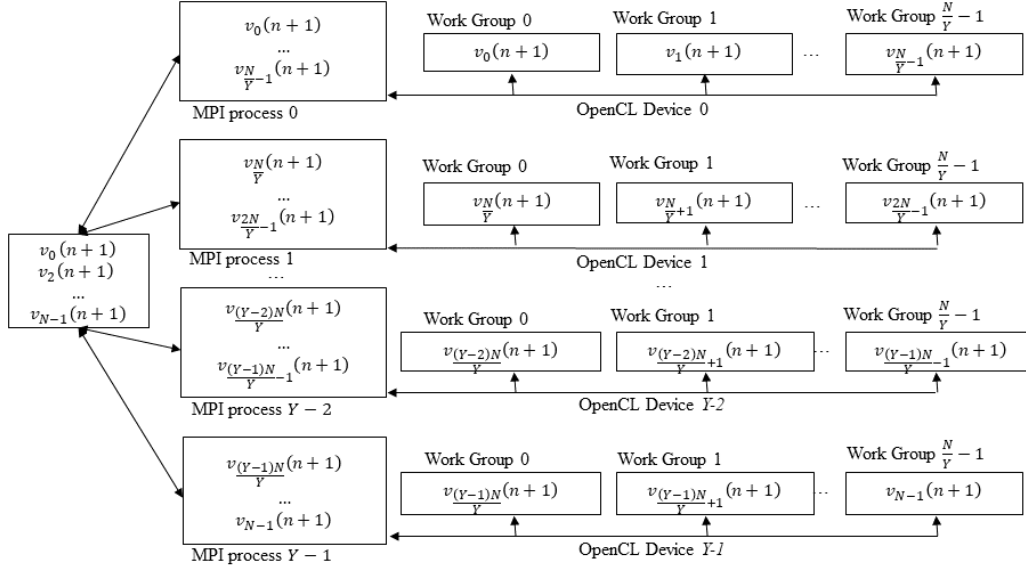 Work Group 0 Work Group 1 Work Group N/Y − 1
v₀(n + 1)
...
v_{N/Y−1}(n + 1)
v₀(n + 1) v₁(n + 1) ... v_{N/Y−1}(n + 1)
MPI process 0 OpenCL Device 0
Work Group 0 Work Group 1 Work Group N/Y − 1
v_{N/Y}(n + 1)
...
v_{2N/Y−1}(n + 1)
v_{N/Y}(n + 1) v_{N/Y+1}(n + 1) ... v_{2N/Y−1}(n + 1)
MPI process 1 OpenCL Device 1
... ...
v₀(n + 1)
v₂(n + 1)
...
v_{N−1}(n + 1)
Work Group 0 Work Group 1 Work Group N/Y − 1
v_{(Y−2)N/Y}(n + 1)
...
v_{(Y−1)N/Y−1}(n + 1)
v_{(Y−2)N/Y}(n + 1) v_{(Y−2)N/Y+1}(n + 1) ... v_{(Y−1)N/Y−1}(n + 1)
MPI process Y − 2 OpenCL Device Y-2
Work Group 0 Work Group 1 Work Group N/Y − 1
v_{(Y−1)N/Y}(n + 1)
...
v_{N−1}(n + 1)
v_{(Y−1)N/Y}(n + 1) v_{(Y−1)N/Y+1}(n + 1) ... v_{N−1}(n + 1)
MPI process Y − 1 OpenCL Device Y-1